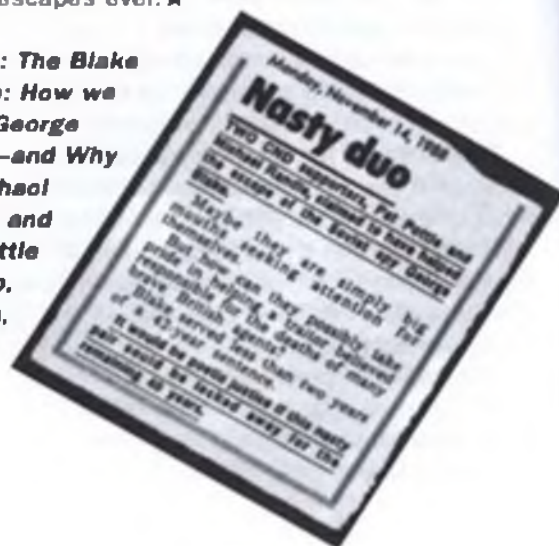 scapes ever.
: The Blake
: How we
George
–and Why
hael
and
ttle
Monday, November 14, 1988
Nasty duo
TWO CND supporters, Pat Pottle and
Michael Randle, claimed to have helped
the escape of the Soviet spy George
Blake.
Maybe they are simply big
mouths seeking attention for
themselves.
But how can they possibly take
pride in helping a traitor believed
responsible for the deaths of many
brave British agents?
Blake served less than two years
of a 42-year sentence.
It would be poetic justice if this nasty
pair could be locked away for the
remaining 40 years.